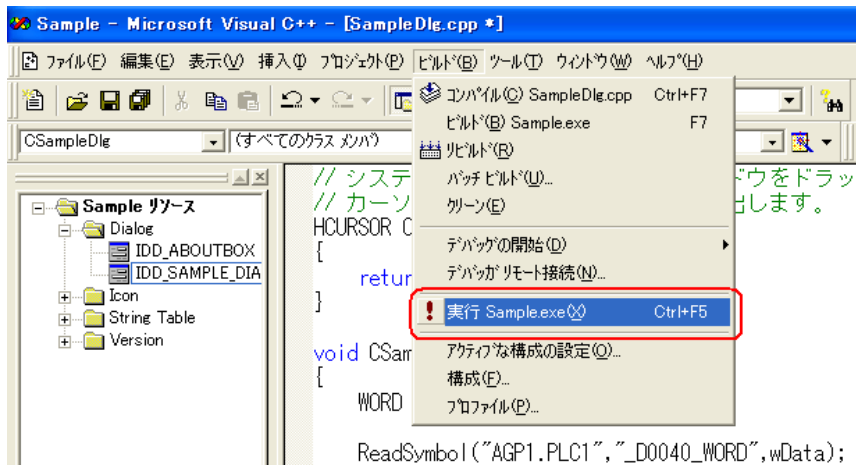 Sample - Microsoft Visual C++ - [SampleDlg.cpp *]
ファイル(F) 編集(E) 表示(V) 挿入(I) プロジェクト(P) ビルド(B) ツール(T) ウィンドウ(W) ヘルプ(H)
コンパイル(C) SampleDlg.cpp Ctrl+F7
ビルド(B) Sample.exe F7
リビルド(R)
バッチ ビルド(U)...
クリーン(E)
デバッグの開始(D)
デバッガ リモート接続(N)...
実行 Sample.exe(X) Ctrl+F5
アクティブな構成の設定(O)...
構成(F)...
プロファイル(P)...
CSampleDlg (すべてのクラス メンバ)
Sample リソース
Dialog
IDD_ABOUTBOX
IDD_SAMPLE_DIA
Icon
String Table
Version
// システ ドウをドラッ
// カーソ 出します。
HCURSOR C
{
retur
}
void CSam
{
WORD
ReadSymbol("AGP1.PLC1","_D0040_WORD",wData);